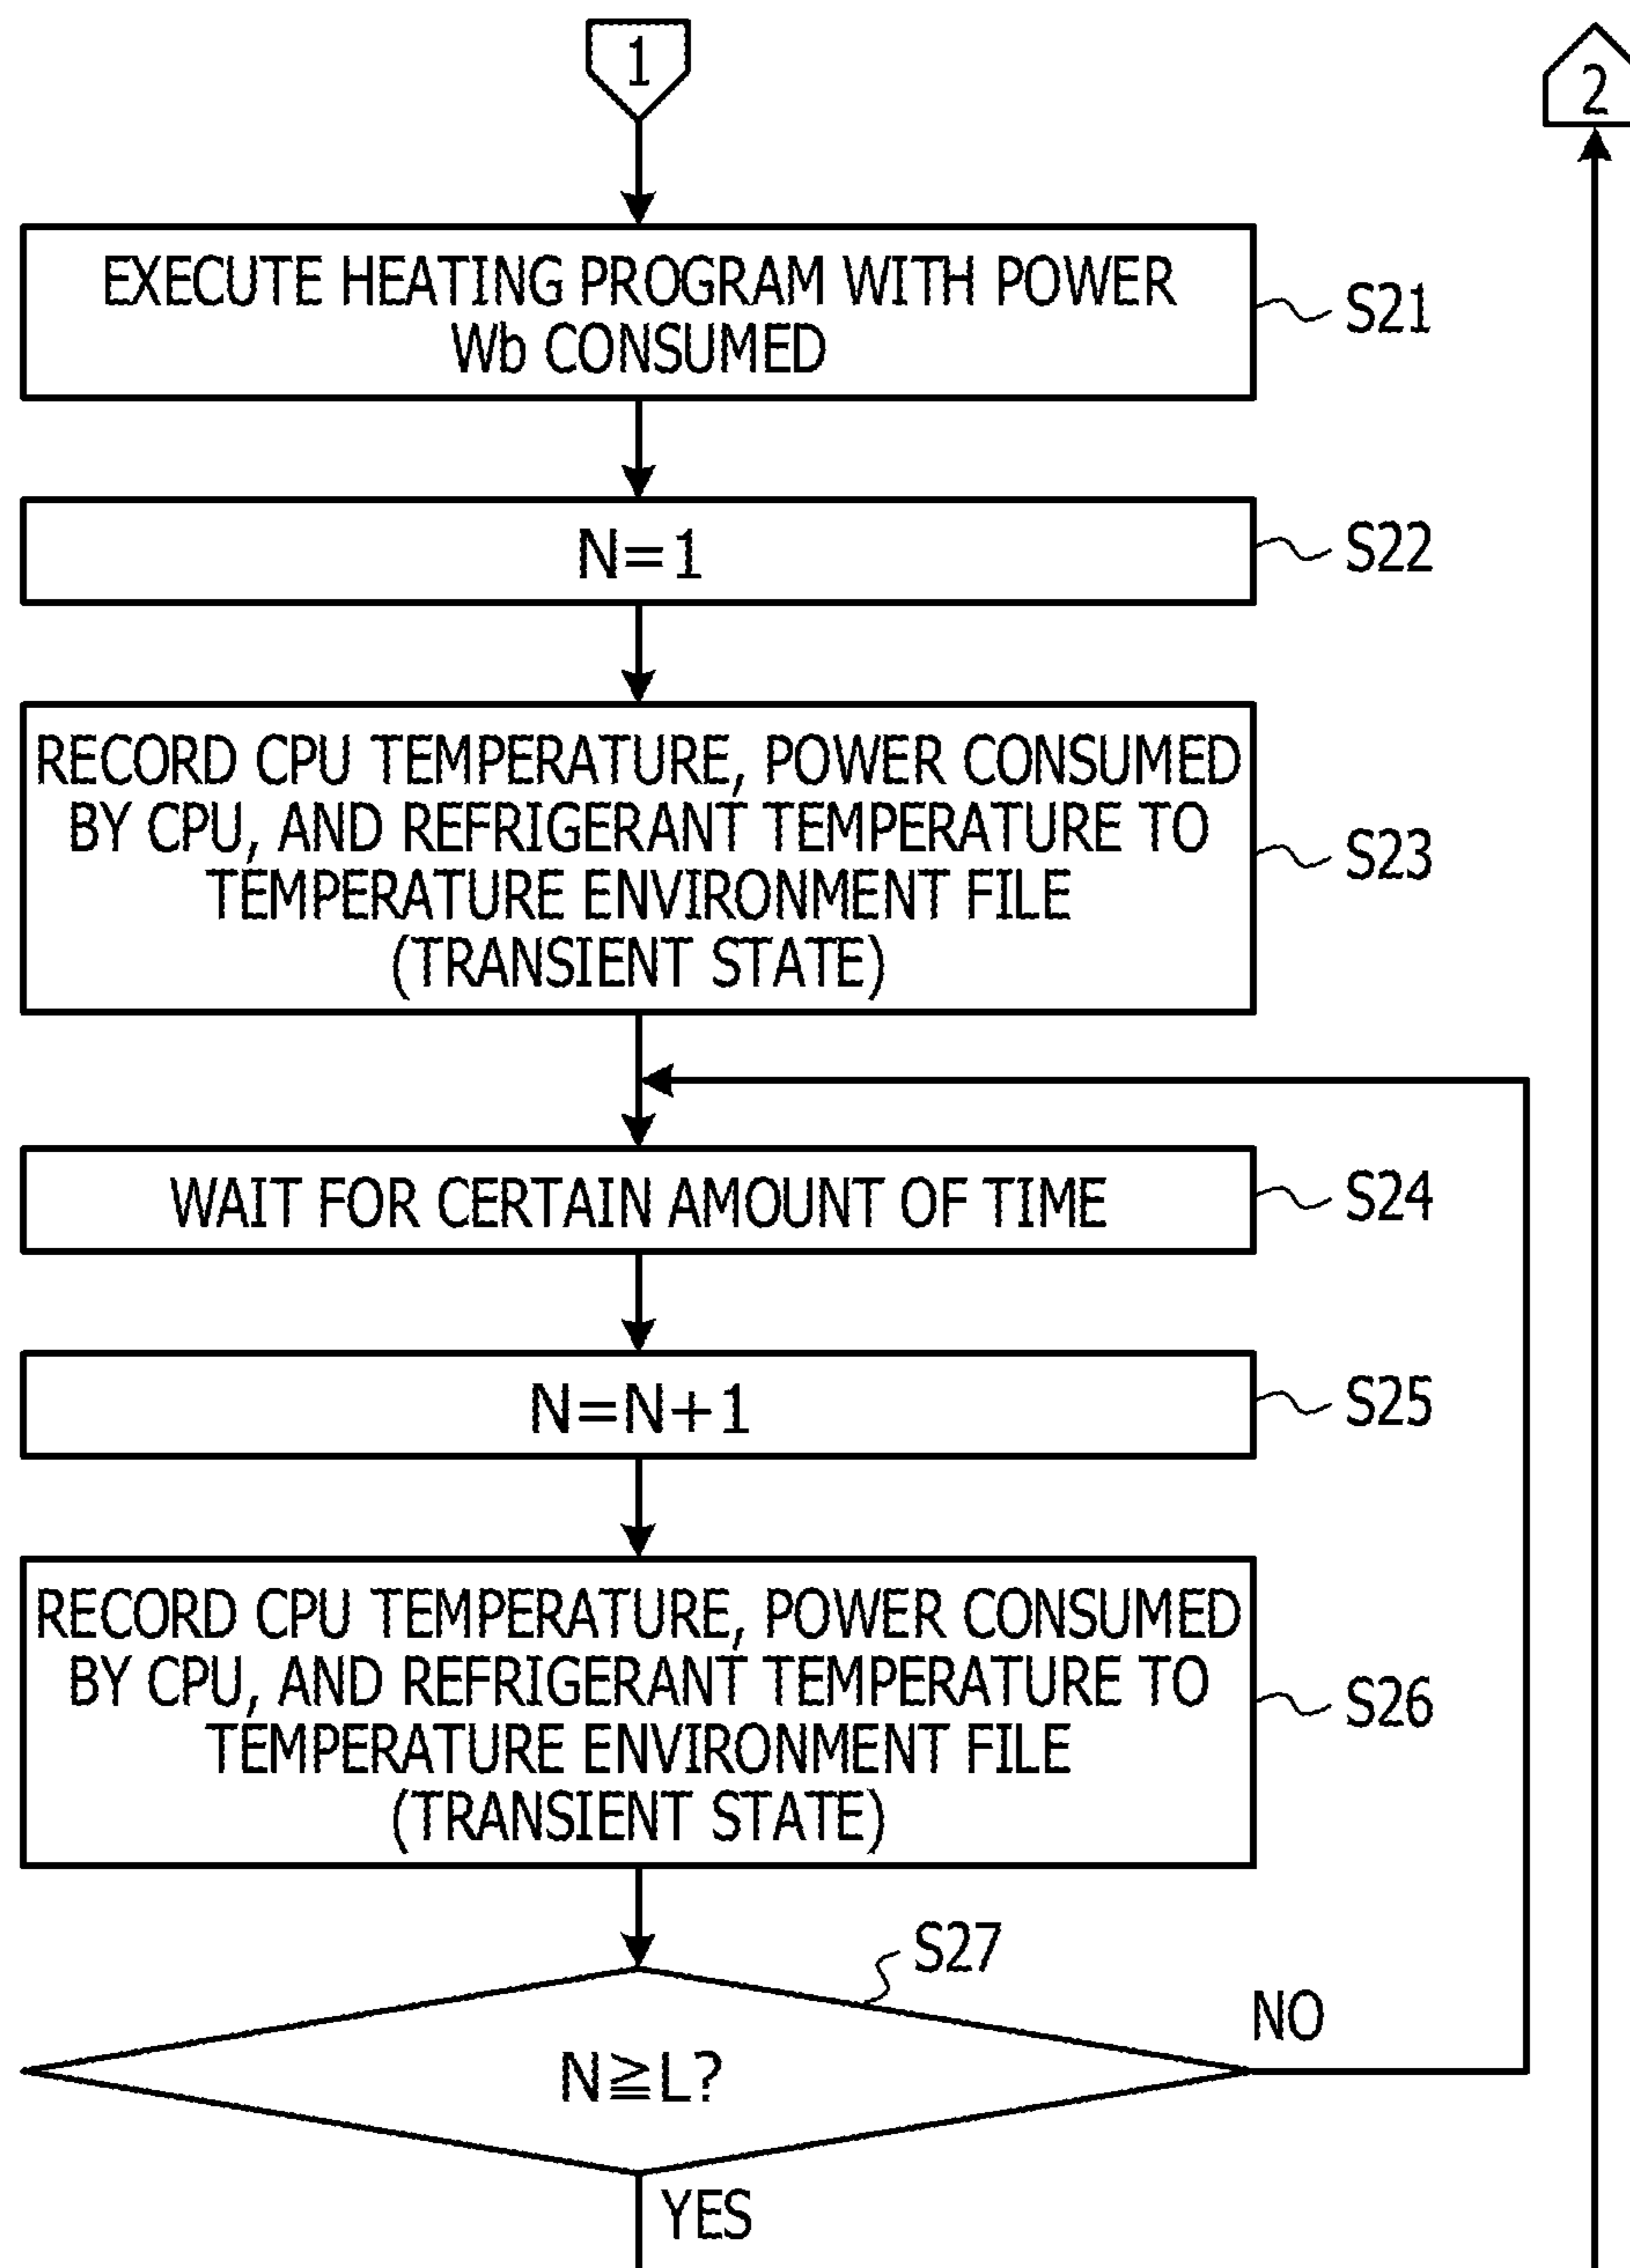 1
2
EXECUTE HEATING PROGRAM WITH POWER
Wb CONSUMED
S21
N=1
S22
RECORD CPU TEMPERATURE, POWER CONSUMED
BY CPU, AND REFRIGERANT TEMPERATURE TO
TEMPERATURE ENVIRONMENT FILE
(TRANSIENT STATE)
S23
WAIT FOR CERTAIN AMOUNT OF TIME
S24
N=N+1
S25
RECORD CPU TEMPERATURE, POWER CONSUMED
BY CPU, AND REFRIGERANT TEMPERATURE TO
TEMPERATURE ENVIRONMENT FILE
(TRANSIENT STATE)
S26
S27
N≧L?
NO
YES